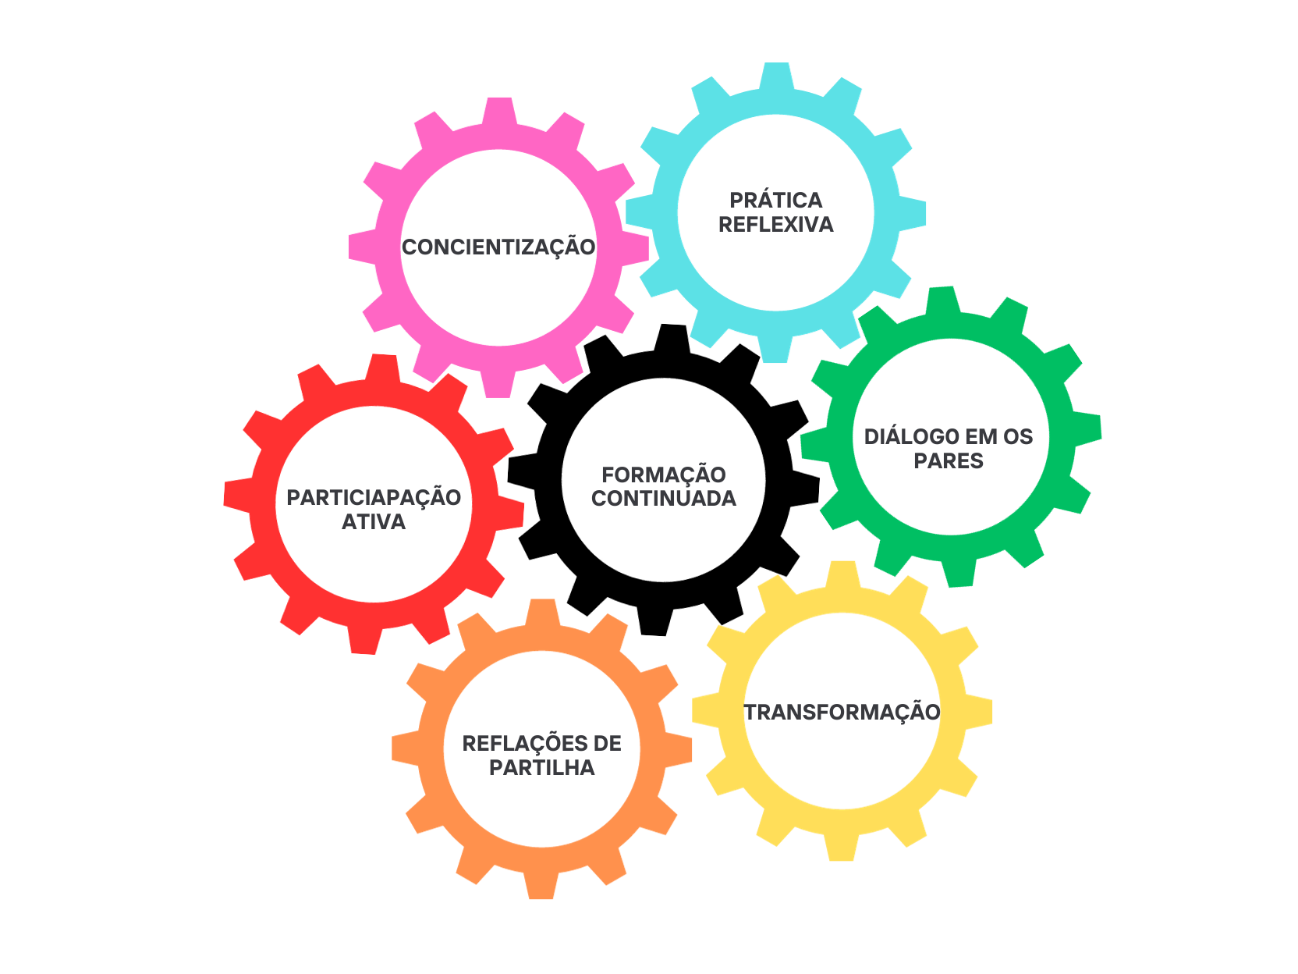 PRÁTICA
REFLEXIVA
CONCIENTIZAÇÃO
DIÁLOGO EM OS
PARES
FORMAÇÃO
CONTINUADA
PARTICIAPAÇÃO
ATIVA
TRANSFORMAÇÃO
REFLAÇÕES DE
PARTILHA